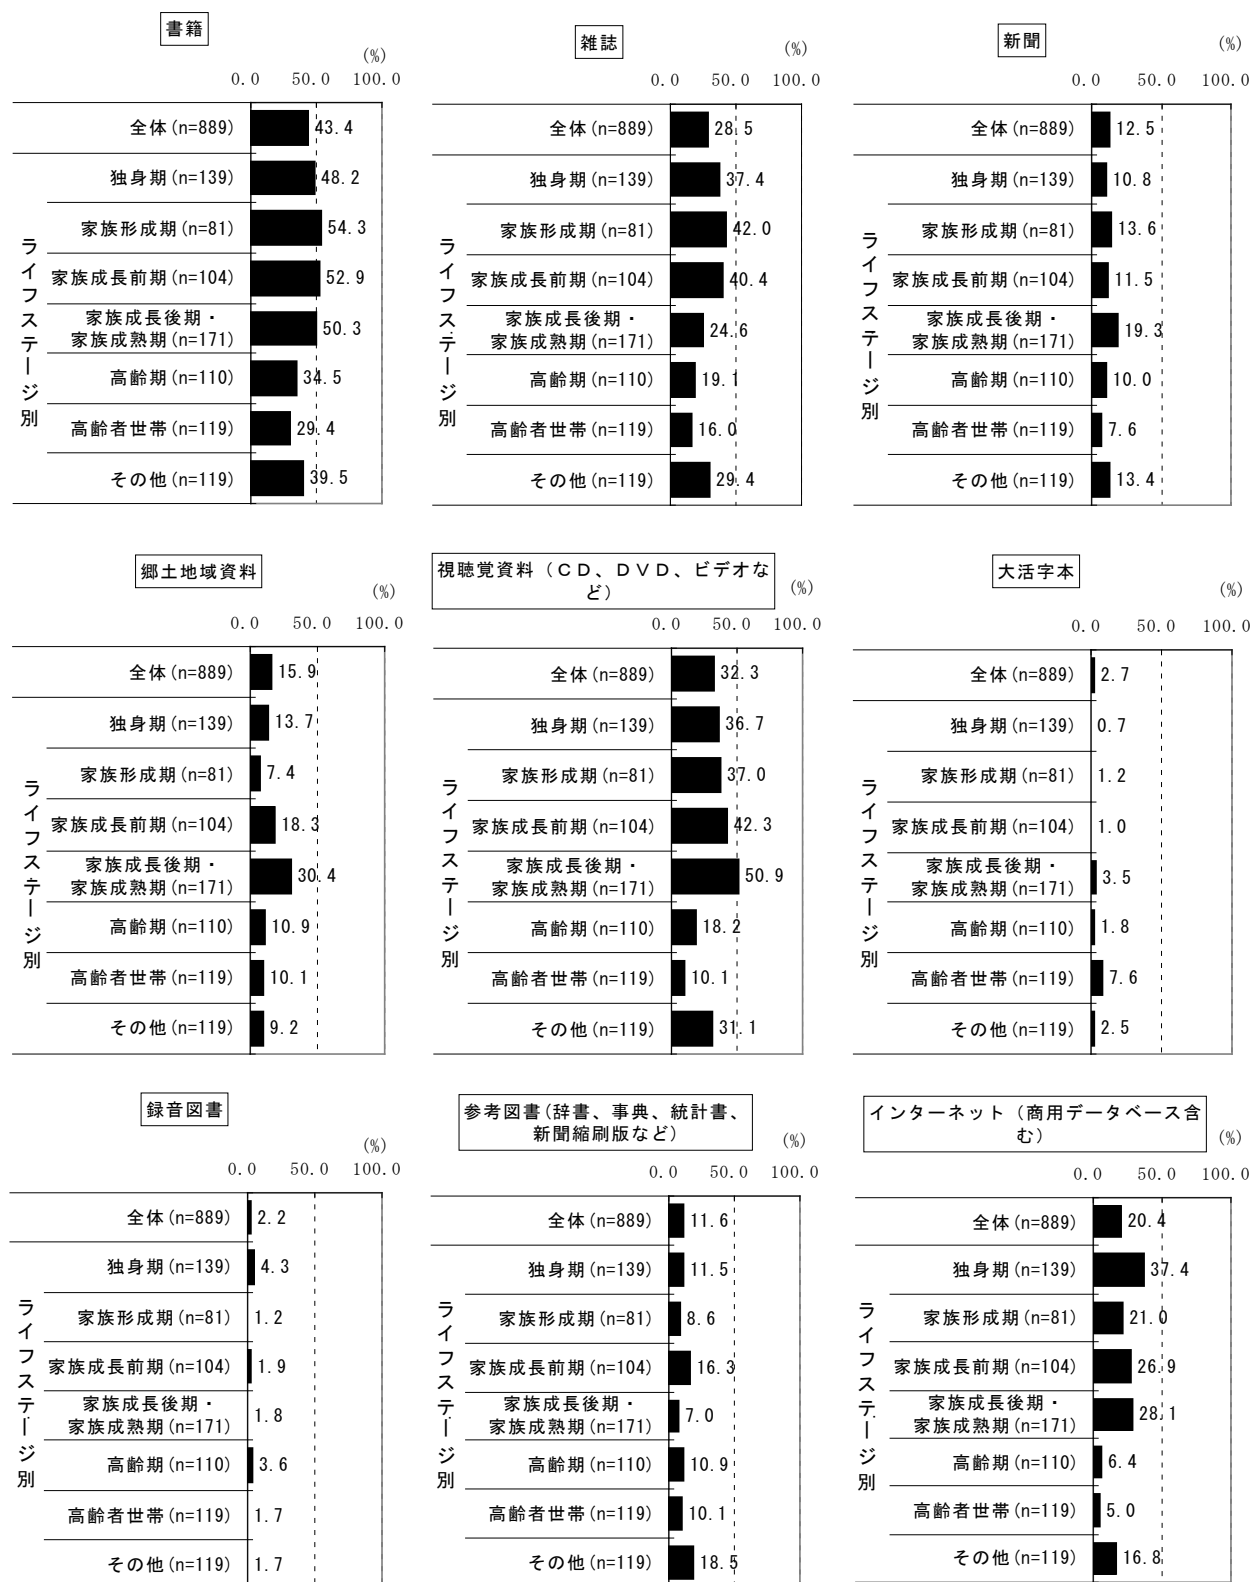 書籍
(%)
0.0 50.0 100.0
全体(n=889) 43.4
独身期(n=139) 48.2
家族形成期(n=81) 54.3
家族成長前期(n=104) 52.9
家族成長後期・
家族成熟期(n=171) 50.3
高齢期(n=110) 34.5
高齢者世帯(n=119) 29.4
その他(n=119) 39.5
ライフステージ別
雑誌
(%)
0.0 50.0 100.0
全体(n=889) 28.5
独身期(n=139) 37.4
家族形成期(n=81) 42.0
家族成長前期(n=104) 40.4
家族成長後期・
家族成熟期(n=171) 24.6
高齢期(n=110) 19.1
高齢者世帯(n=119) 16.0
その他(n=119) 29.4
ライフステージ別
新聞
(%)
0.0 50.0 100.0
全体(n=889) 12.5
独身期(n=139) 10.8
家族形成期(n=81) 13.6
家族成長前期(n=104) 11.5
家族成長後期・
家族成熟期(n=171) 19.3
高齢期(n=110) 10.0
高齢者世帯(n=119) 7.6
その他(n=119) 13.4
ライフステージ別
郷土地域資料
(%)
0.0 50.0 100.0
全体(n=889) 15.9
独身期(n=139) 13.7
家族形成期(n=81) 7.4
家族成長前期(n=104) 18.3
家族成長後期・
家族成熟期(n=171) 30.4
高齢期(n=110) 10.9
高齢者世帯(n=119) 10.1
その他(n=119) 9.2
ライフステージ別
視聴覚資料（ＣＤ、ＤＶＤ、ビデオな
ど）
(%)
0.0 50.0 100.0
全体(n=889) 32.3
独身期(n=139) 36.7
家族形成期(n=81) 37.0
家族成長前期(n=104) 42.3
家族成長後期・
家族成熟期(n=171) 50.9
高齢期(n=110) 18.2
高齢者世帯(n=119) 10.1
その他(n=119) 31.1
ライフステージ別
大活字本
(%)
0.0 50.0 100.0
全体(n=889) 2.7
独身期(n=139) 0.7
家族形成期(n=81) 1.2
家族成長前期(n=104) 1.0
家族成長後期・
家族成熟期(n=171) 3.5
高齢期(n=110) 1.8
高齢者世帯(n=119) 7.6
その他(n=119) 2.5
ライフステージ別
録音図書
(%)
0.0 50.0 100.0
全体(n=889) 2.2
独身期(n=139) 4.3
家族形成期(n=81) 1.2
家族成長前期(n=104) 1.9
家族成長後期・
家族成熟期(n=171) 1.8
高齢期(n=110) 3.6
高齢者世帯(n=119) 1.7
その他(n=119) 1.7
ライフステージ別
参考図書(辞書、事典、統計書、
新聞縮刷版など)
(%)
0.0 50.0 100.0
全体(n=889) 11.6
独身期(n=139) 11.5
家族形成期(n=81) 8.6
家族成長前期(n=104) 16.3
家族成長後期・
家族成熟期(n=171) 7.0
高齢期(n=110) 10.9
高齢者世帯(n=119) 10.1
その他(n=119) 18.5
ライフステージ別
インターネット（商用データベース含
む）
(%)
0.0 50.0 100.0
全体(n=889) 20.4
独身期(n=139) 37.4
家族形成期(n=81) 21.0
家族成長前期(n=104) 26.9
家族成長後期・
家族成熟期(n=171) 28.1
高齢期(n=110) 6.4
高齢者世帯(n=119) 5.0
その他(n=119) 16.8
ライフステージ別